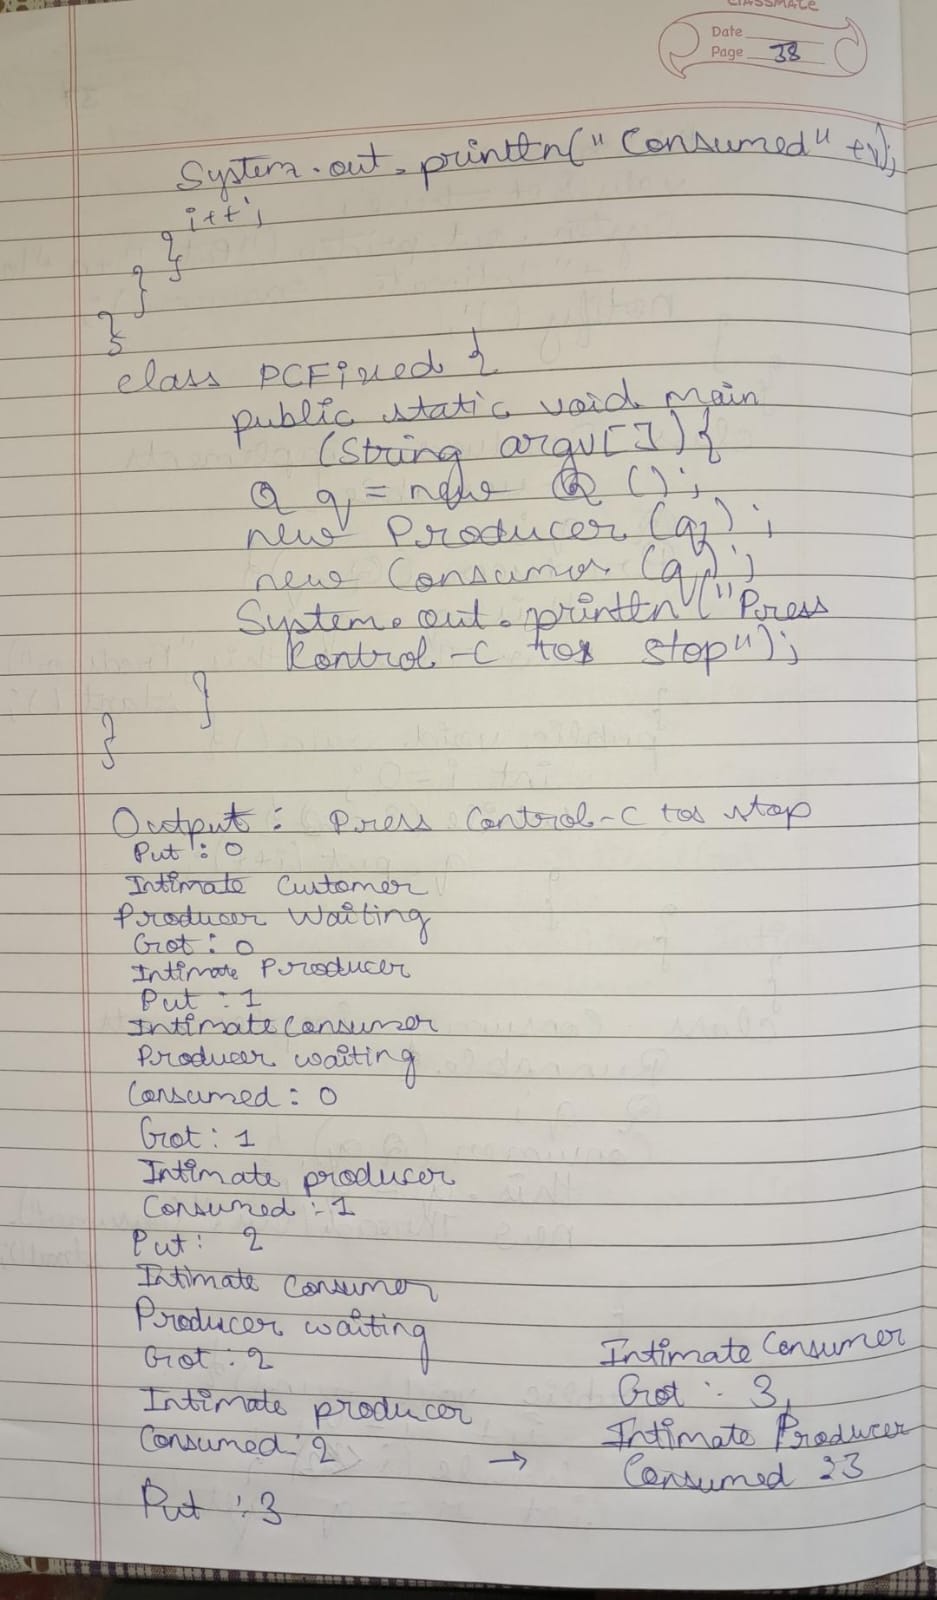 classmate
Date
Page 38
System.out.println("Consumed" +r);
i++;
}
}
}
class PCFixed {
public static void main
(String argv[]) {
Q q = new Q ();
new Producer (q) ;
new Consumer (q) ;
System.out.println ("Press
Control-C tos stop");
}
}
Output : Press Control-C tos stop
Put : 0
Intimate Customer
Producer Waiting
Got : 0
Intimate Producer
Put : 1
Intimate Consumer
Producer waiting
Consumed : 0
Got : 1
Intimate producer
Consumed : 1
Put : 2
Intimate Consumer
Producer waiting
Got : 2
Intimate producer
Consumed : 2
Put : 3
→ Intimate Consumer
Got : 3
Intimate Producer
Consumed : 3